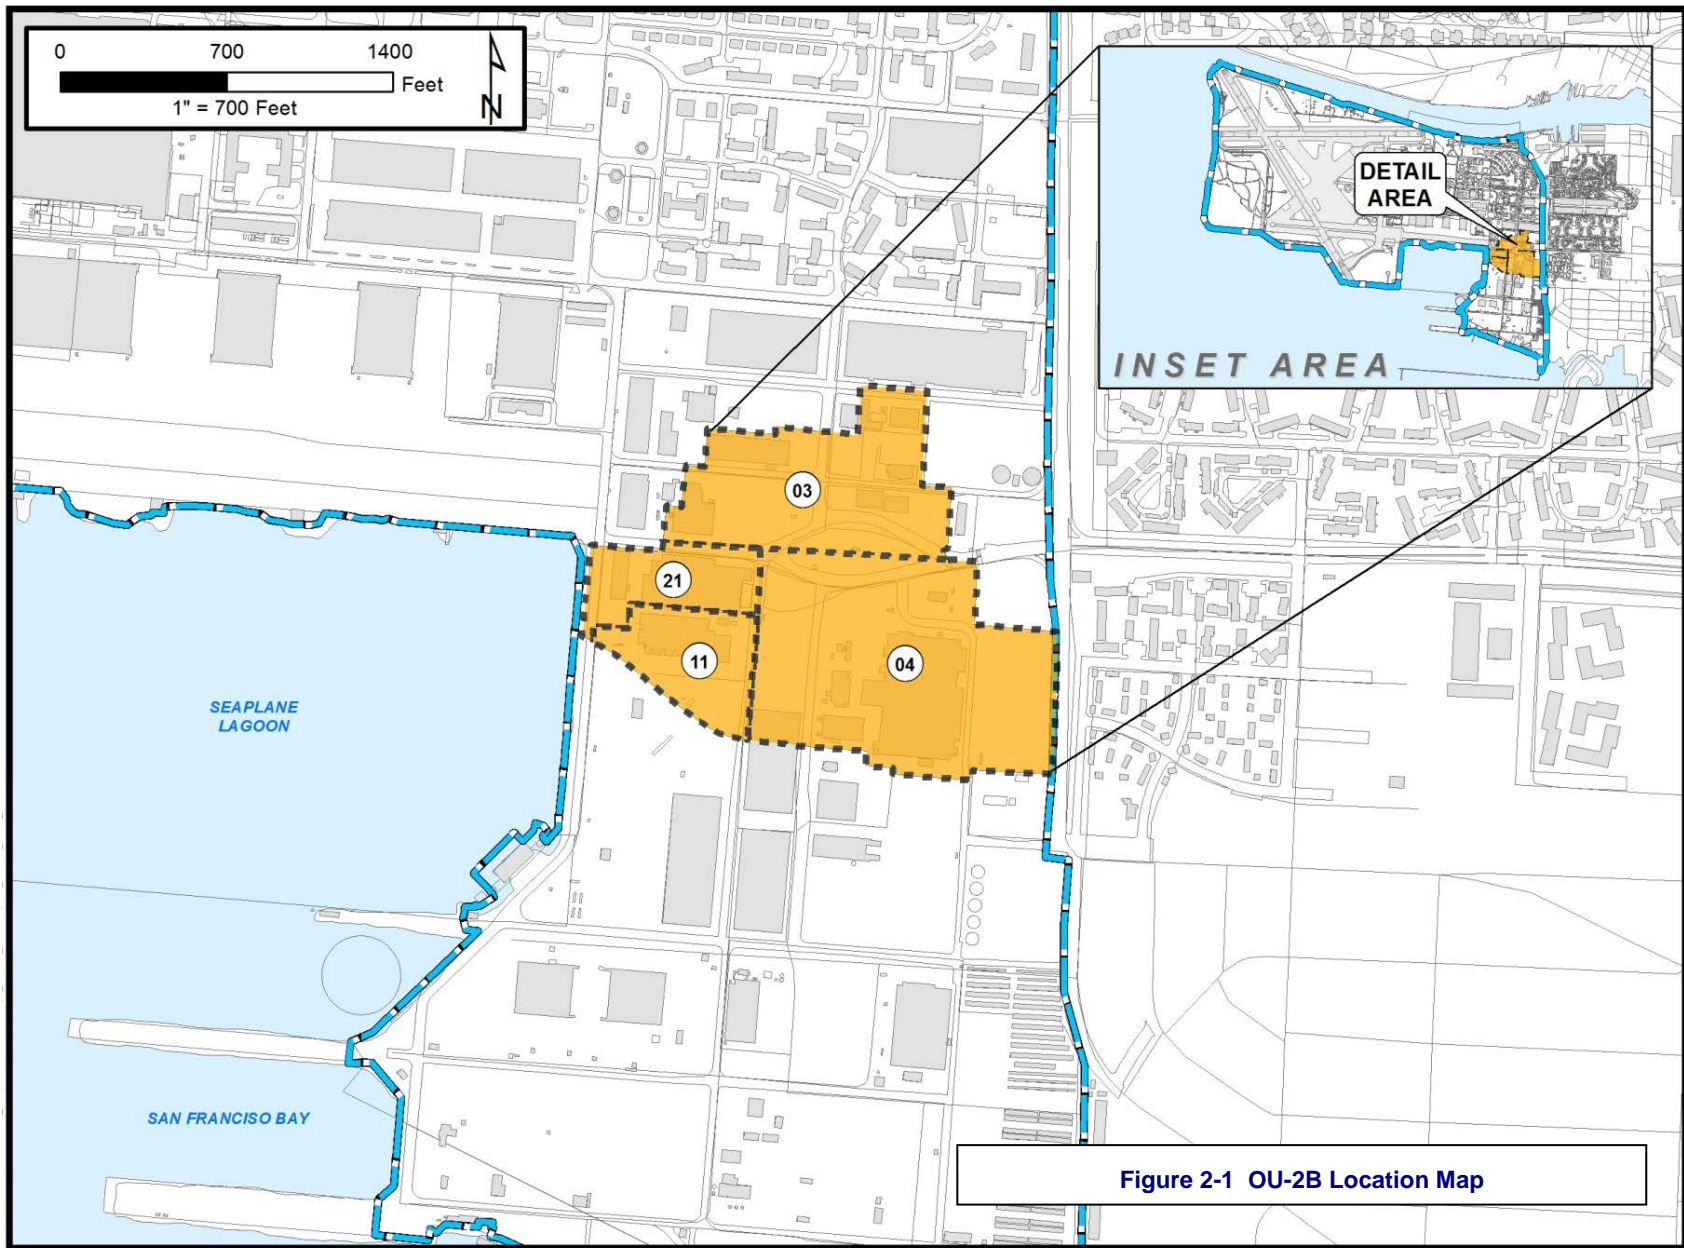 0 700 1400
Feet
1" = 700 Feet
N
DETAIL
AREA
INSET AREA
03
21
11
04
SEAPLANE
LAGOON
SAN FRANCISO BAY
Figure 2-1 OU-2B Location Map